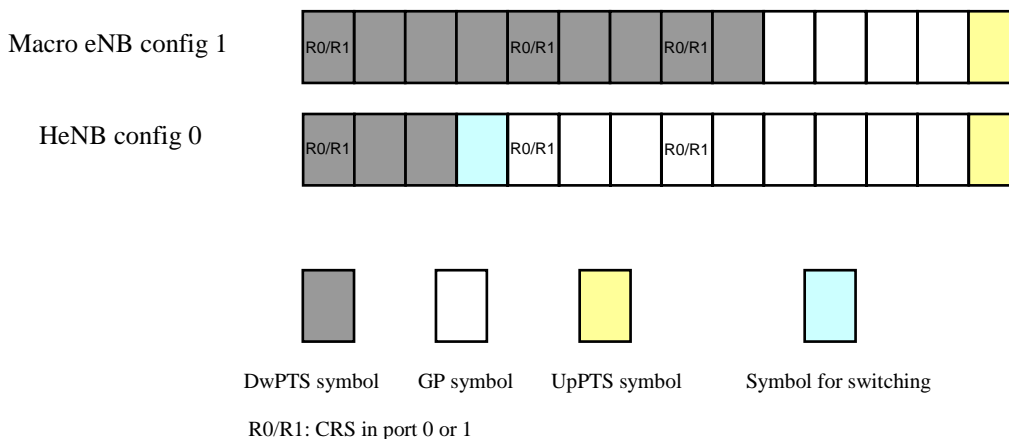 Macro eNB config 1
R0/R1 R0/R1 R0/R1
HeNB config 0
R0/R1 R0/R1 R0/R1
DwPTS symbol GP symbol UpPTS symbol Symbol for switching
R0/R1: CRS in port 0 or 1